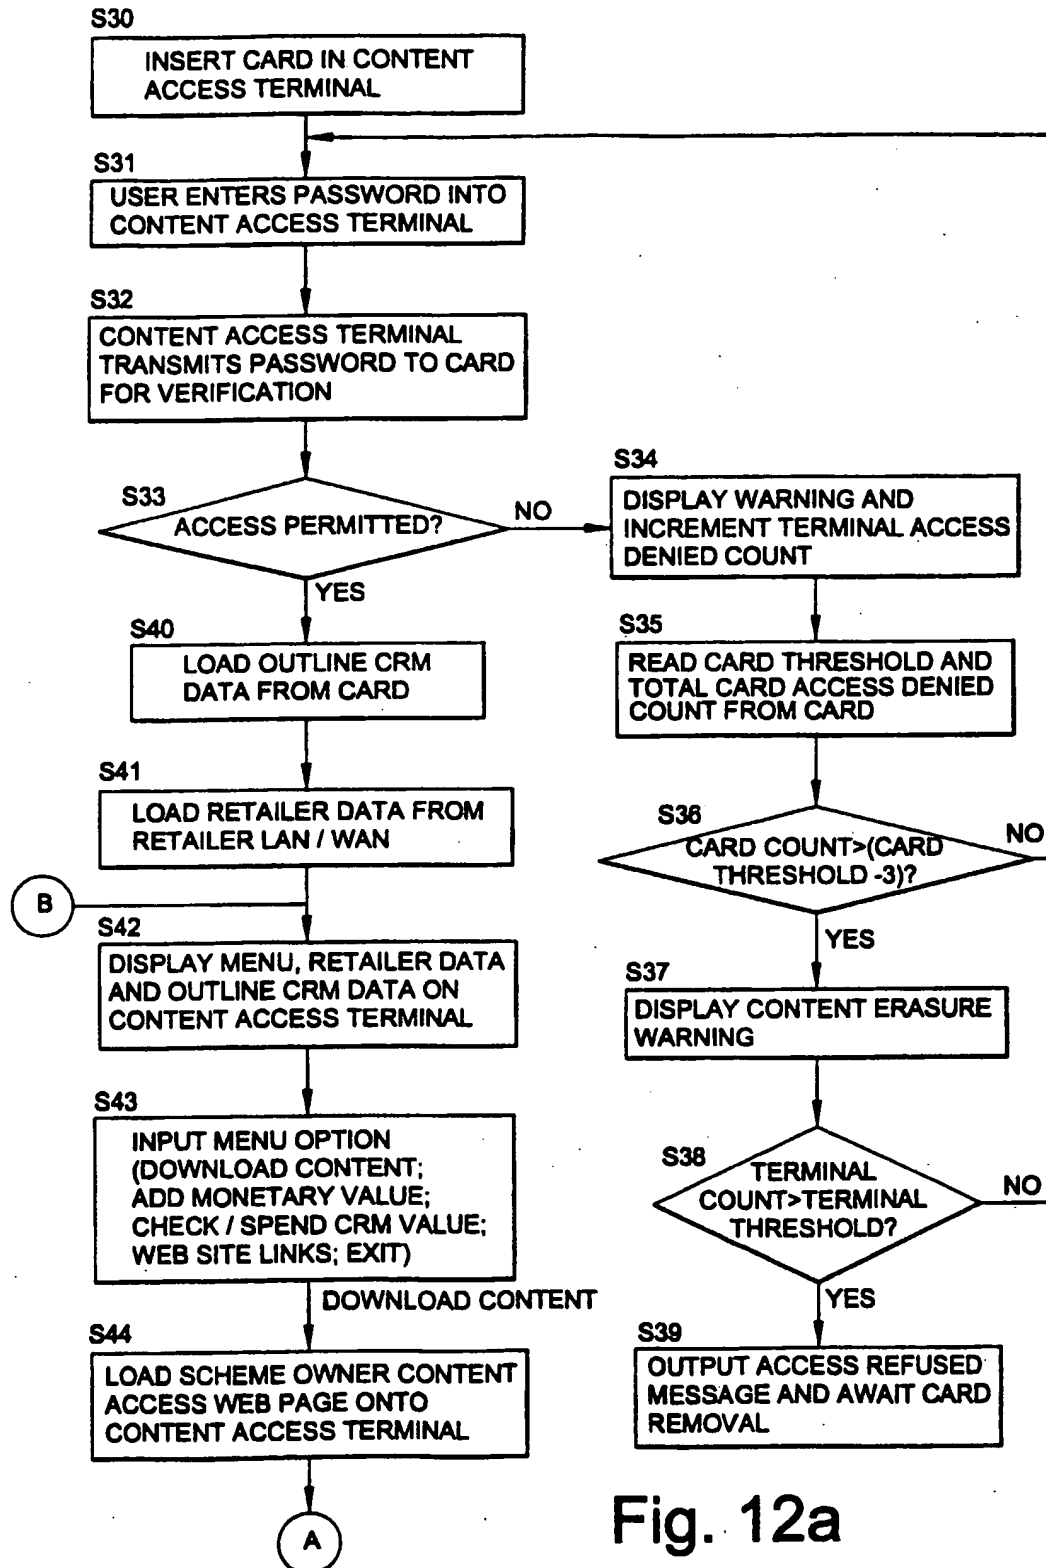 S30
INSERT CARD IN CONTENT
ACCESS TERMINAL
S31
USER ENTERS PASSWORD INTO
CONTENT ACCESS TERMINAL
S32
CONTENT ACCESS TERMINAL
TRANSMITS PASSWORD TO CARD
FOR VERIFICATION
S33
ACCESS PERMITTED?
NO
YES
S34
DISPLAY WARNING AND
INCREMENT TERMINAL ACCESS
DENIED COUNT
S35
READ CARD THRESHOLD AND
TOTAL CARD ACCESS DENIED
COUNT FROM CARD
S36
CARD COUNT>(CARD
THRESHOLD -3)?
NO
YES
S37
DISPLAY CONTENT ERASURE
WARNING
S38
TERMINAL
COUNT>TERMINAL
THRESHOLD?
NO
YES
S39
OUTPUT ACCESS REFUSED
MESSAGE AND AWAIT CARD
REMOVAL
S40
LOAD OUTLINE CRM
DATA FROM CARD
S41
LOAD RETAILER DATA FROM
RETAILER LAN / WAN
B
S42
DISPLAY MENU, RETAILER DATA
AND OUTLINE CRM DATA ON
CONTENT ACCESS TERMINAL
S43
INPUT MENU OPTION
(DOWNLOAD CONTENT;
ADD MONETARY VALUE;
CHECK / SPEND CRM VALUE;
WEB SITE LINKS; EXIT)
DOWNLOAD CONTENT
S44
LOAD SCHEME OWNER CONTENT
ACCESS WEB PAGE ONTO
CONTENT ACCESS TERMINAL
A
Fig. 12a